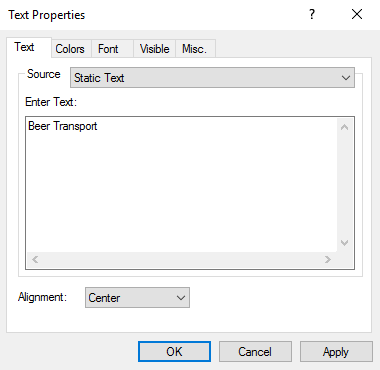 Text Properties ?
Text Colors Font Visible Misc.
Source Static Text
Enter Text:
Beer Transport
Alignment: Center
OK Cancel Apply